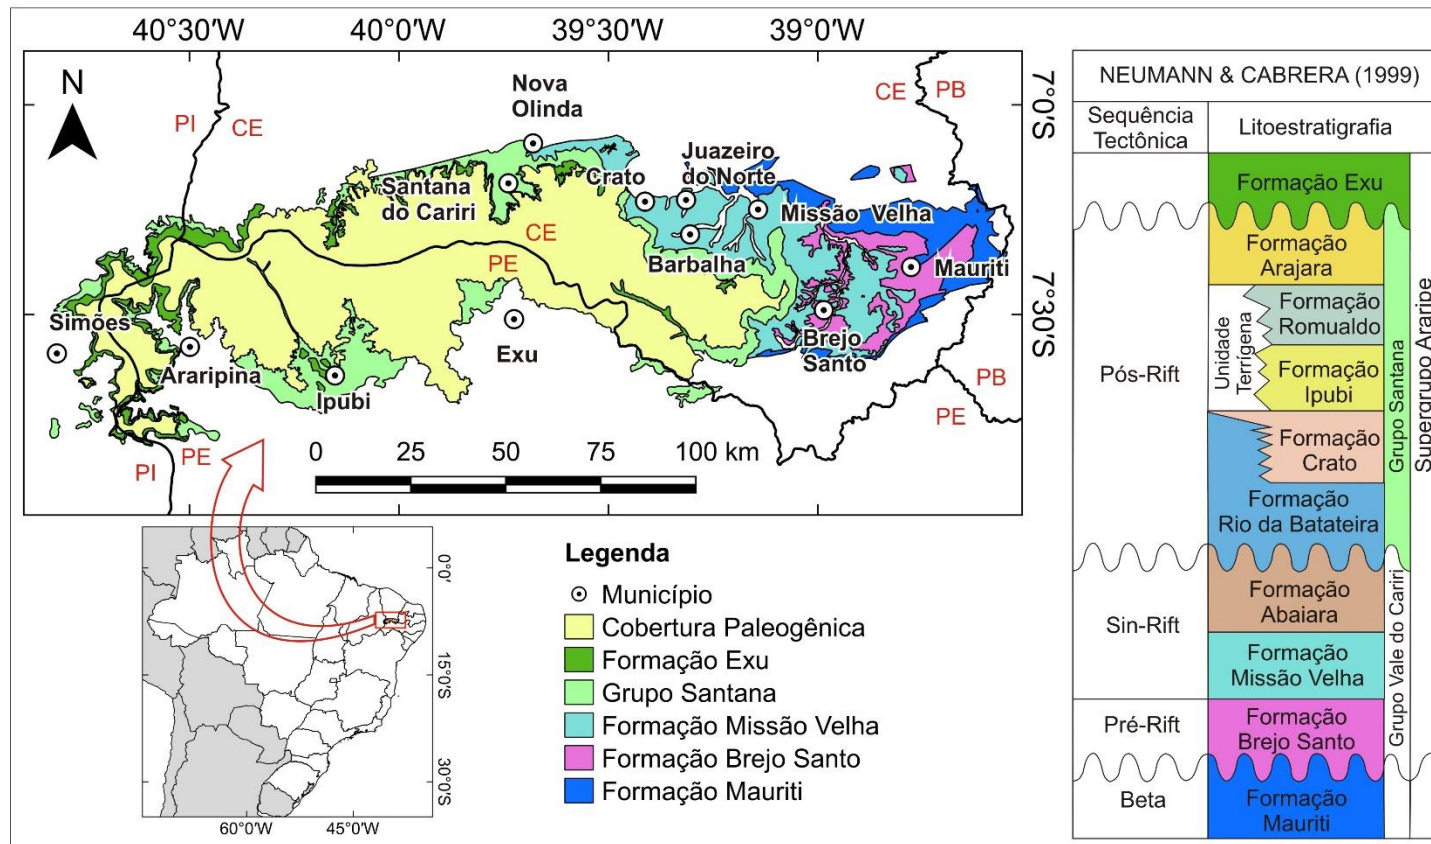 40°30'0"W 40°0'0"W 39°30'0"W 39°0'0"W
N
PI
CE
Nova
Olinda
CE
PB
7°0'S
Juazeiro
do Norte
Crato
Santana
do Cariri
Missão Velha
CE
PE
Barbalha
Mauriti
7°30'S
Simões
Araripina
Ipubi
Exu
Brejo
Santo
PB
PE
PI
PE
0 25 50 75 100 km
0°0'
15°0'S
30°0'S
60°0'W 45°0'W
Legenda
Município
Cobertura Paleogênica
Formação Exu
Grupo Santana
Formação Missão Velha
Formação Brejo Santo
Formação Mauriti
NEUMANN & CABRERA (1999)
Sequência
Tectônica
Litoestratigrafia
Formação Exu
Formação
Arajara
Formação
Romualdo
Unidade
Terrígena
Formação
Ipubi
Pós-Rift
Formação
Crato
Formação
Rio da Batateira
Grupo Santana
Supergrupo Araripe
Formação
Abaiara
Sin-Rift
Formação
Missão Velha
Grupo Vale do Cariri
Pré-Rift
Formação
Brejo Santo
Beta
Formação
Mauriti